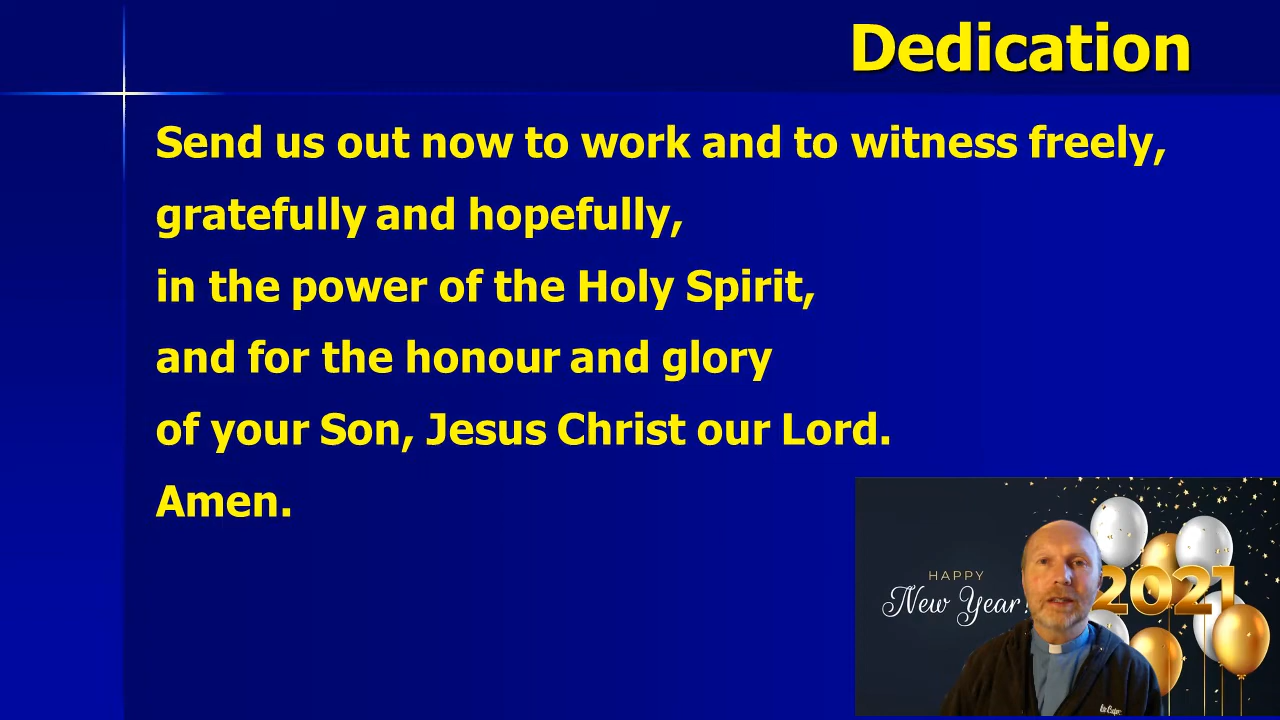 Dedication
Send us out now to work and to witness freely,
gratefully and hopefully,
in the power of the Holy Spirit,
and for the honour and glory
of your Son, Jesus Christ our Lord.
Amen.
HAPPY
New Year!
2021